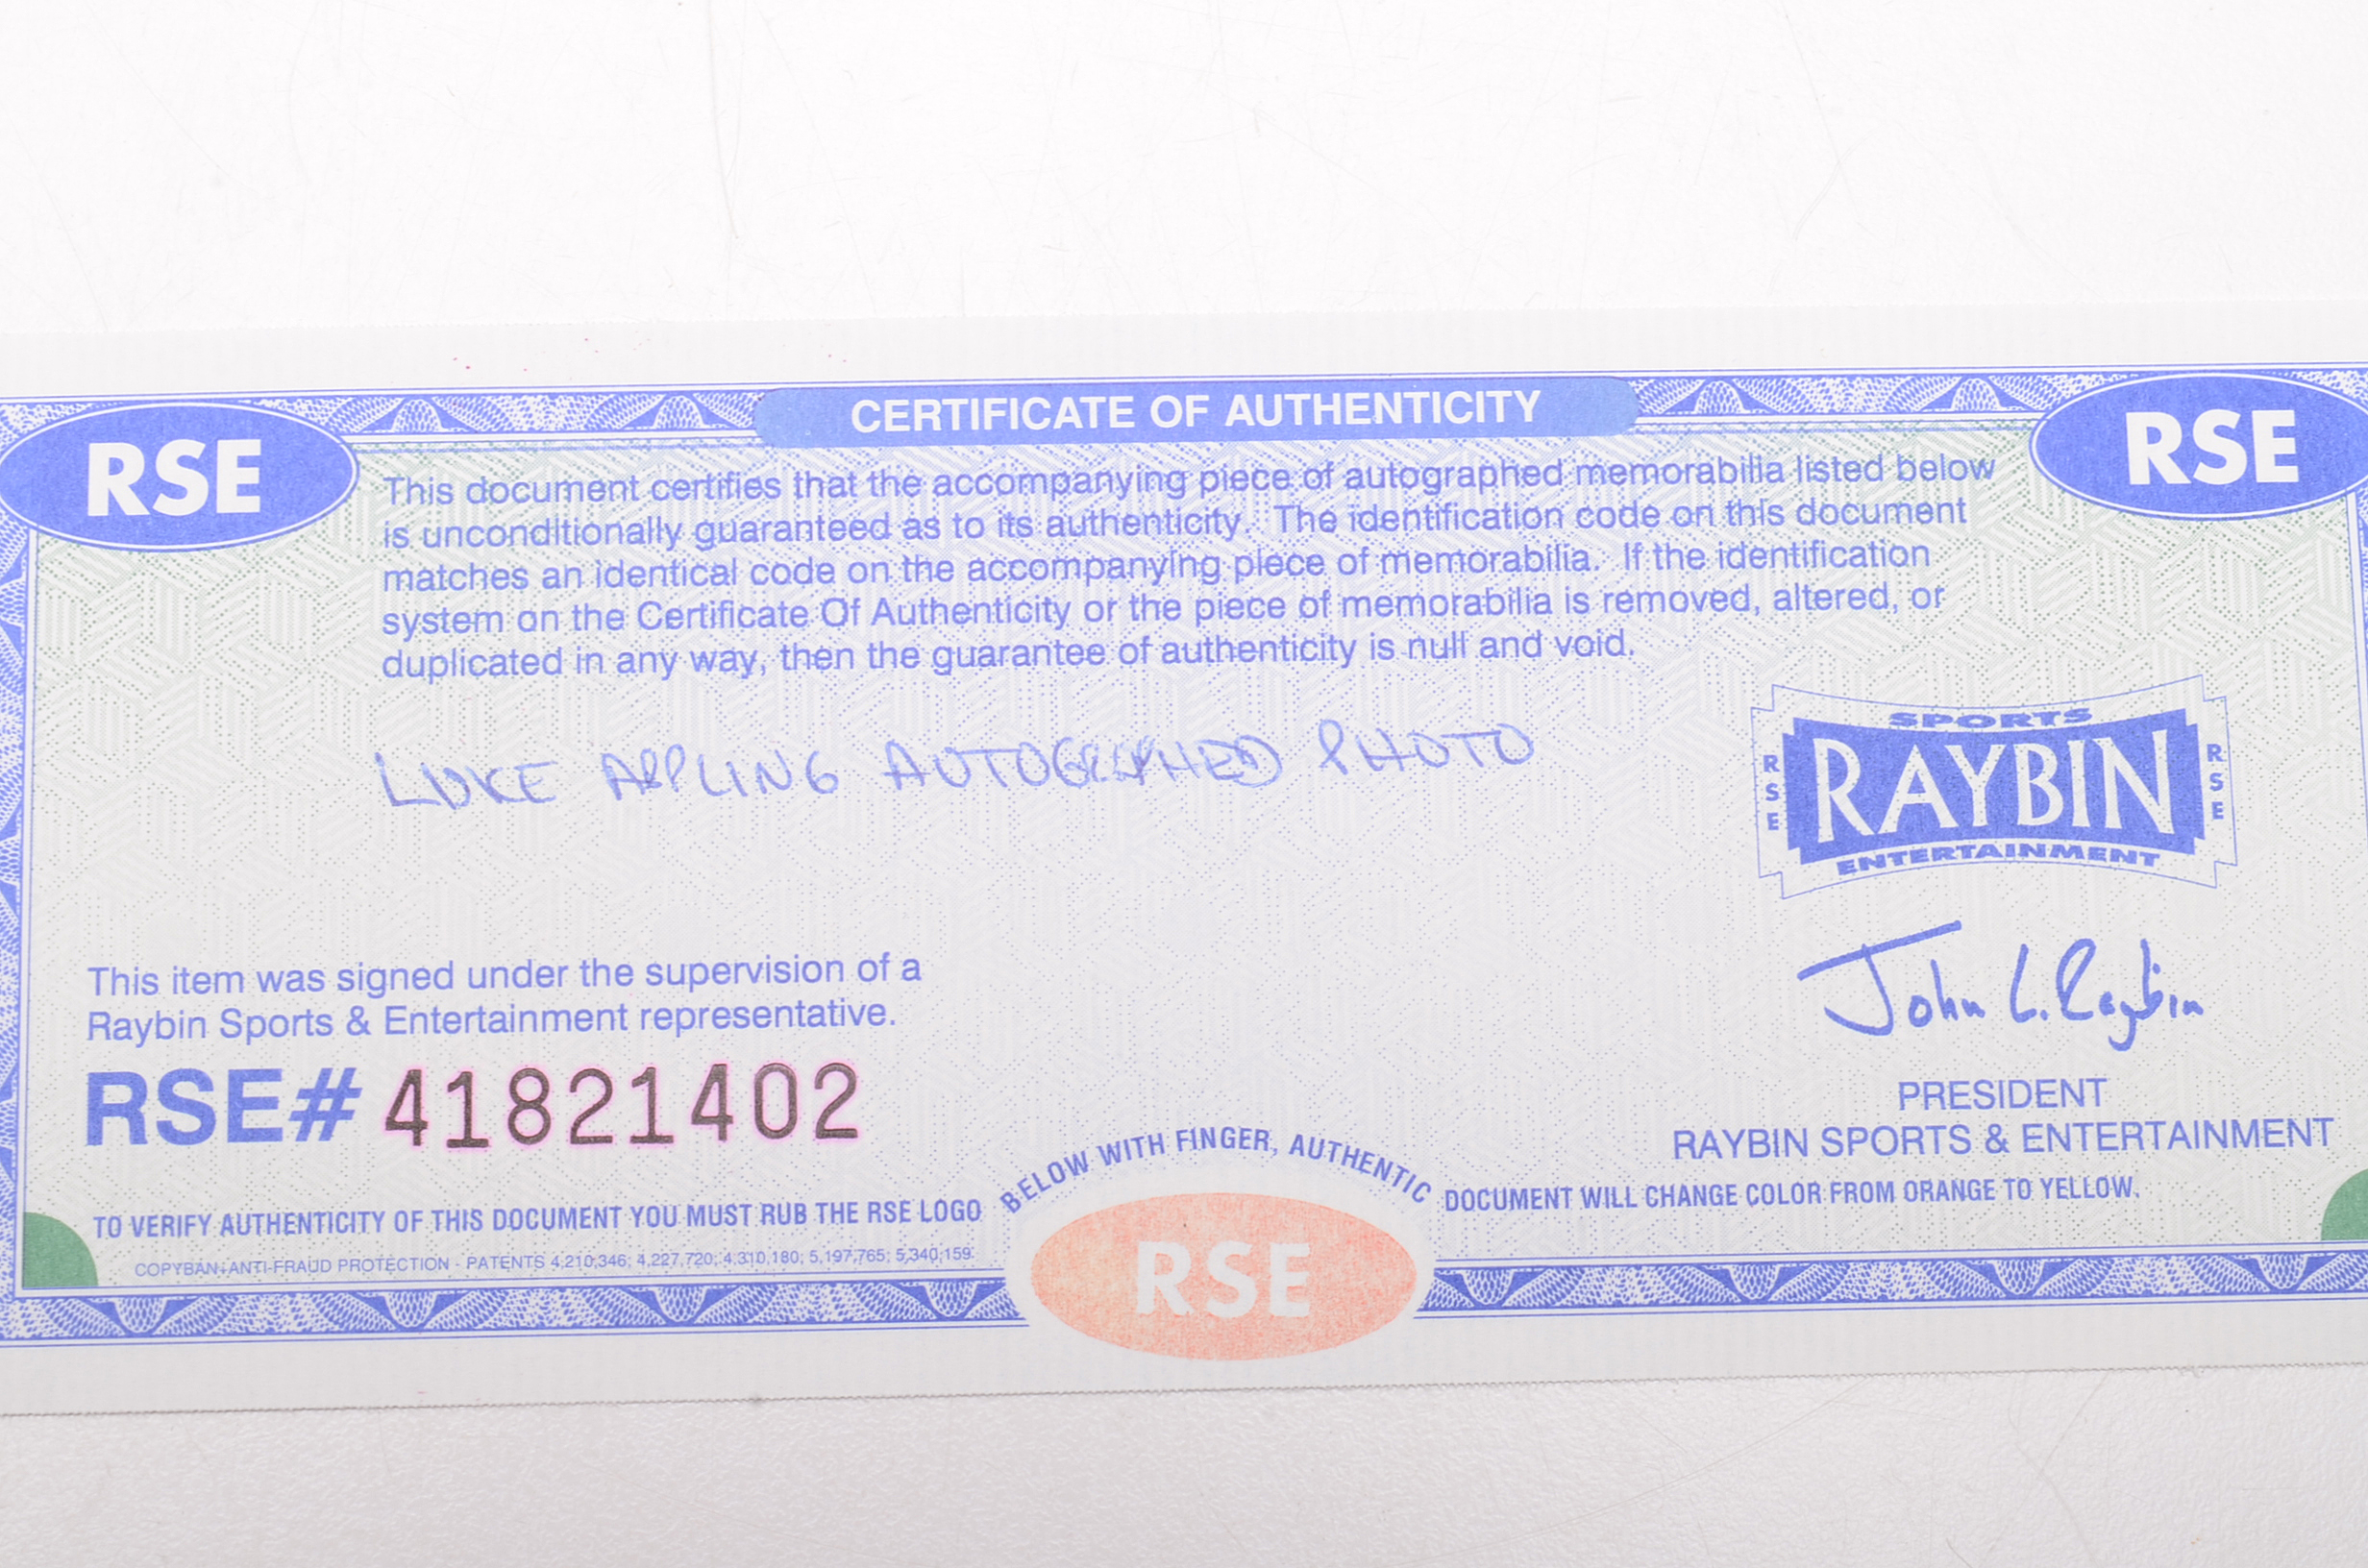 CERTIFICATE OF AUTHENTICITY
RSE
RSE
This document certifies that the accompanying piece of autographed memorabilia listed below
is unconditionally guaranteed as to its authenticity. The identification code on this document
matches an identical code on the accompanying piece of memorabilia. If the identification
system on the Certificate Of Authenticity or the piece of memorabilia is removed, altered, or
duplicated in any way, then the guarantee of authenticity is null and void.
LUKE APPLING AUTOGRAPHED PHOTO
SPORTS
RSE
RAYBIN
RSE
ENTERTAINMENT
This item was signed under the supervision of a
Raybin Sports & Entertainment representative.
John L. Raybin
RSE# 41821402
PRESIDENT
RAYBIN SPORTS & ENTERTAINMENT
TO VERIFY AUTHENTICITY OF THIS DOCUMENT YOU MUST RUB THE RSE LOGO BELOW WITH FINGER, AUTHENTIC DOCUMENT WILL CHANGE COLOR FROM ORANGE TO YELLOW.
COPYBAN+ANTI-FRAUD PROTECTION - PATENTS 4,210,346; 4,227,720; 4,310,180; 5,197,765; 5,340,159
RSE